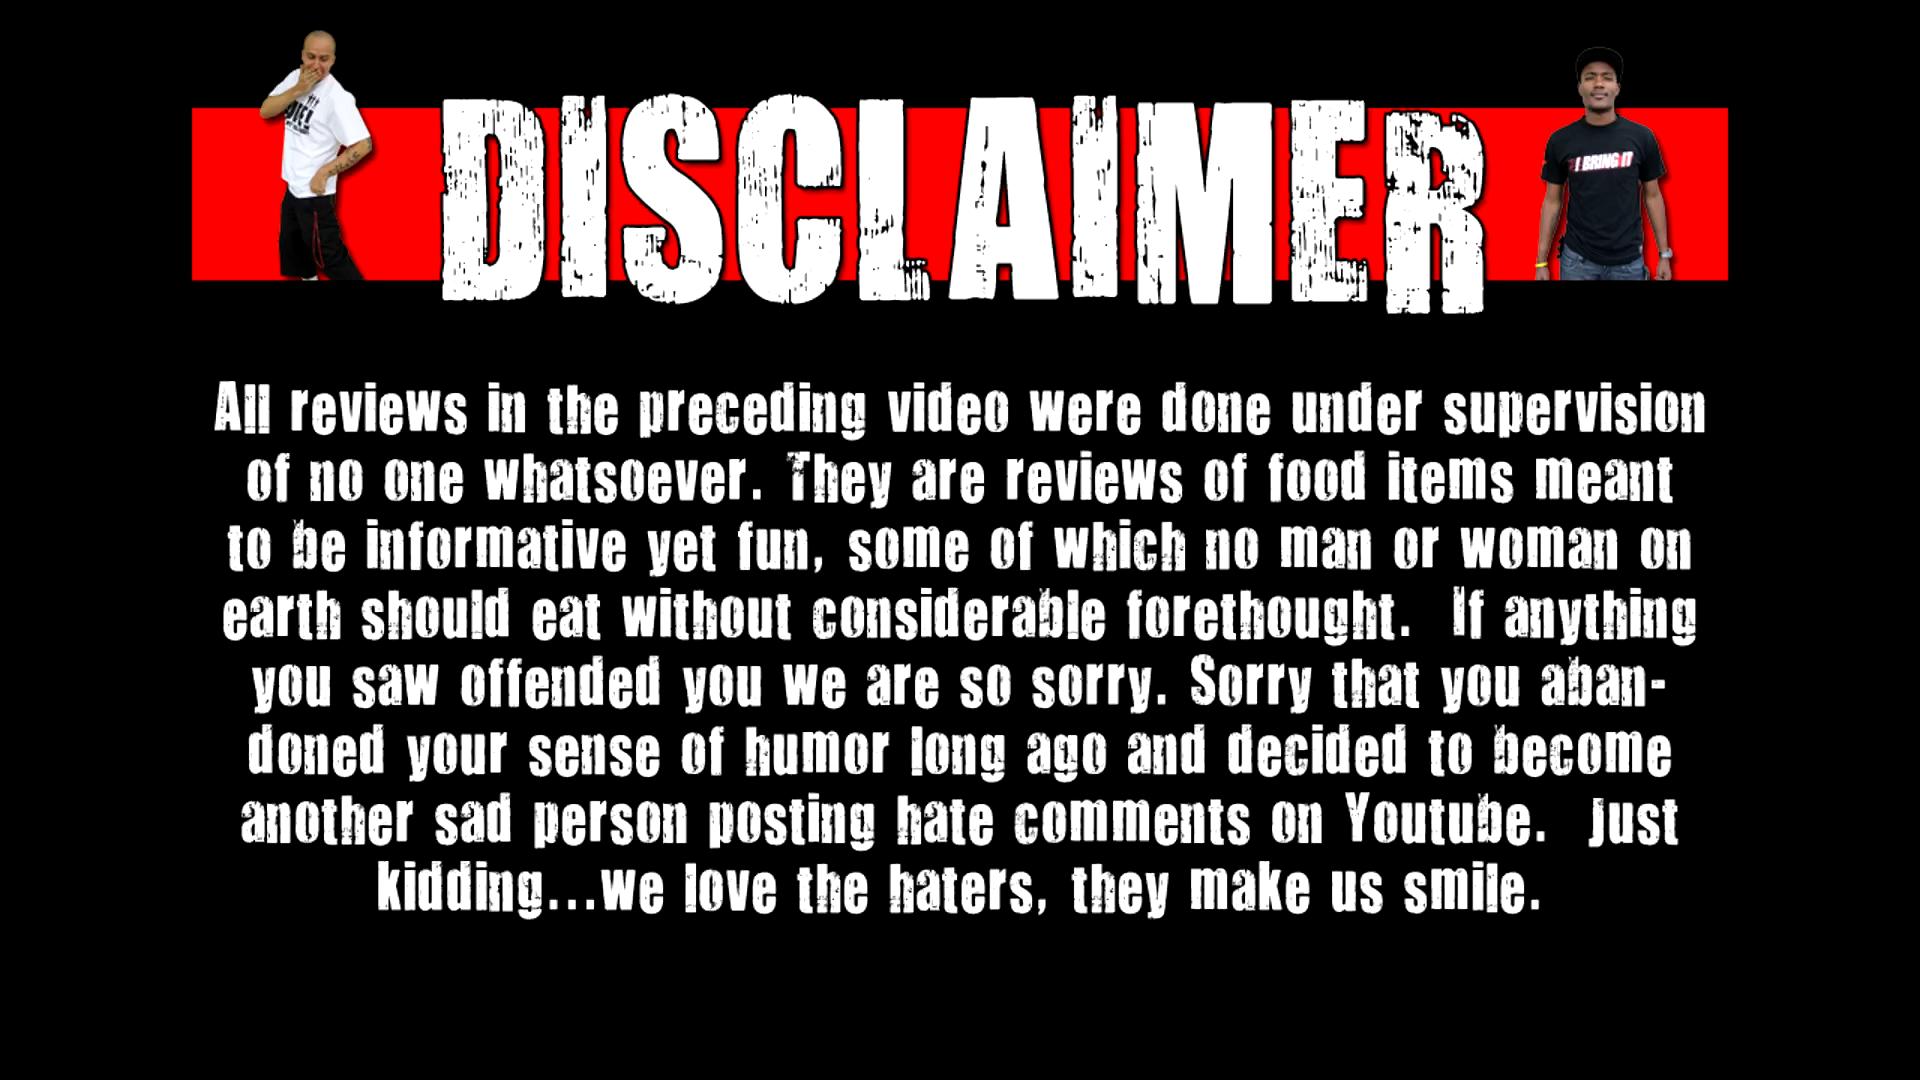 DISCLAIMER
DIE!
I BRING IT
All reviews in the preceding video were done under supervision
of no one whatsoever. They are reviews of food items meant
to be informative yet fun, some of which no man or woman on
earth should eat without considerable forethought. If anything
you saw offended you we are so sorry. Sorry that you aban-
doned your sense of humor long ago and decided to become
another sad person posting hate comments on Youtube. Just
kidding...we love the haters, they make us smile.